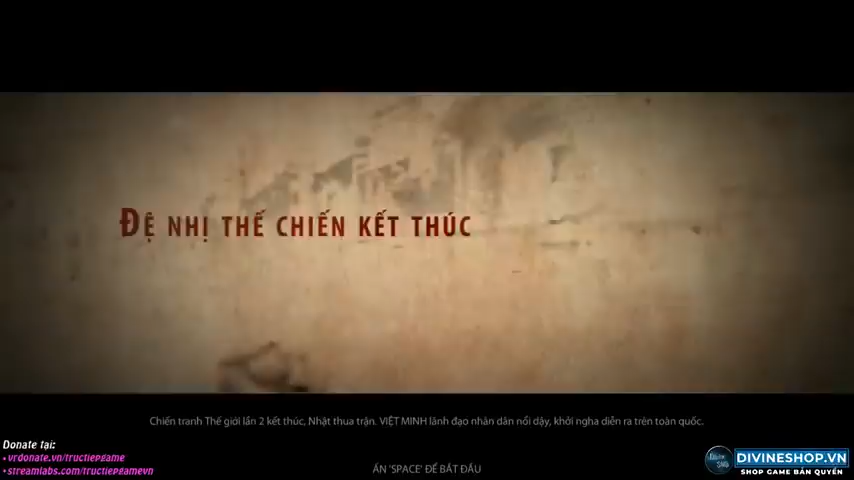 ĐỆ NHỊ THẾ CHIẾN KẾT THÚC
Chiến tranh Thế giới lần 2 kết thúc, Nhật thua trận. VIỆT MINH lãnh đạo nhân dân nổi dậy, khởi nghĩa diễn ra trên toàn quốc.
Donate tại:
• vrdonate.vn/tructiepgame
• streamlabs.com/tructiepgamevn
ẤN 'SPACE' ĐỂ BẮT ĐẦU
DIVINESHOP.VN
SHOP GAME BẢN QUYỀN